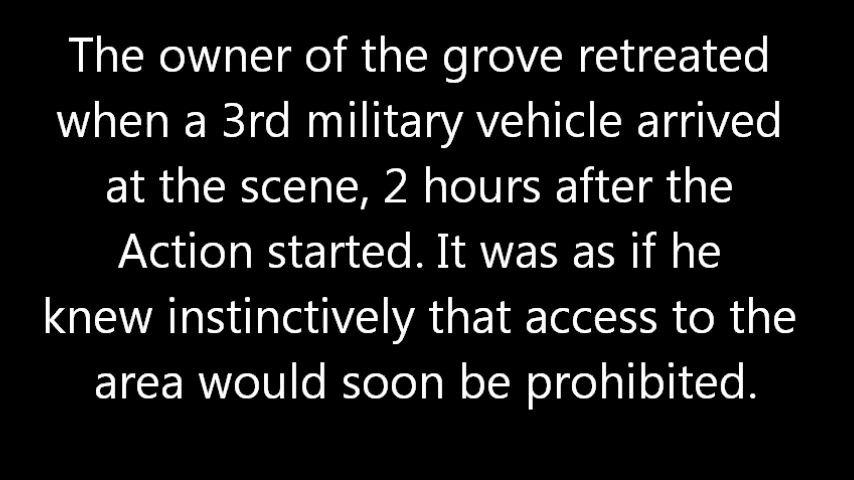 The owner of the grove retreated
when a 3rd military vehicle arrived
at the scene, 2 hours after the
Action started. It was as if he
knew instinctively that access to the
area would soon be prohibited.